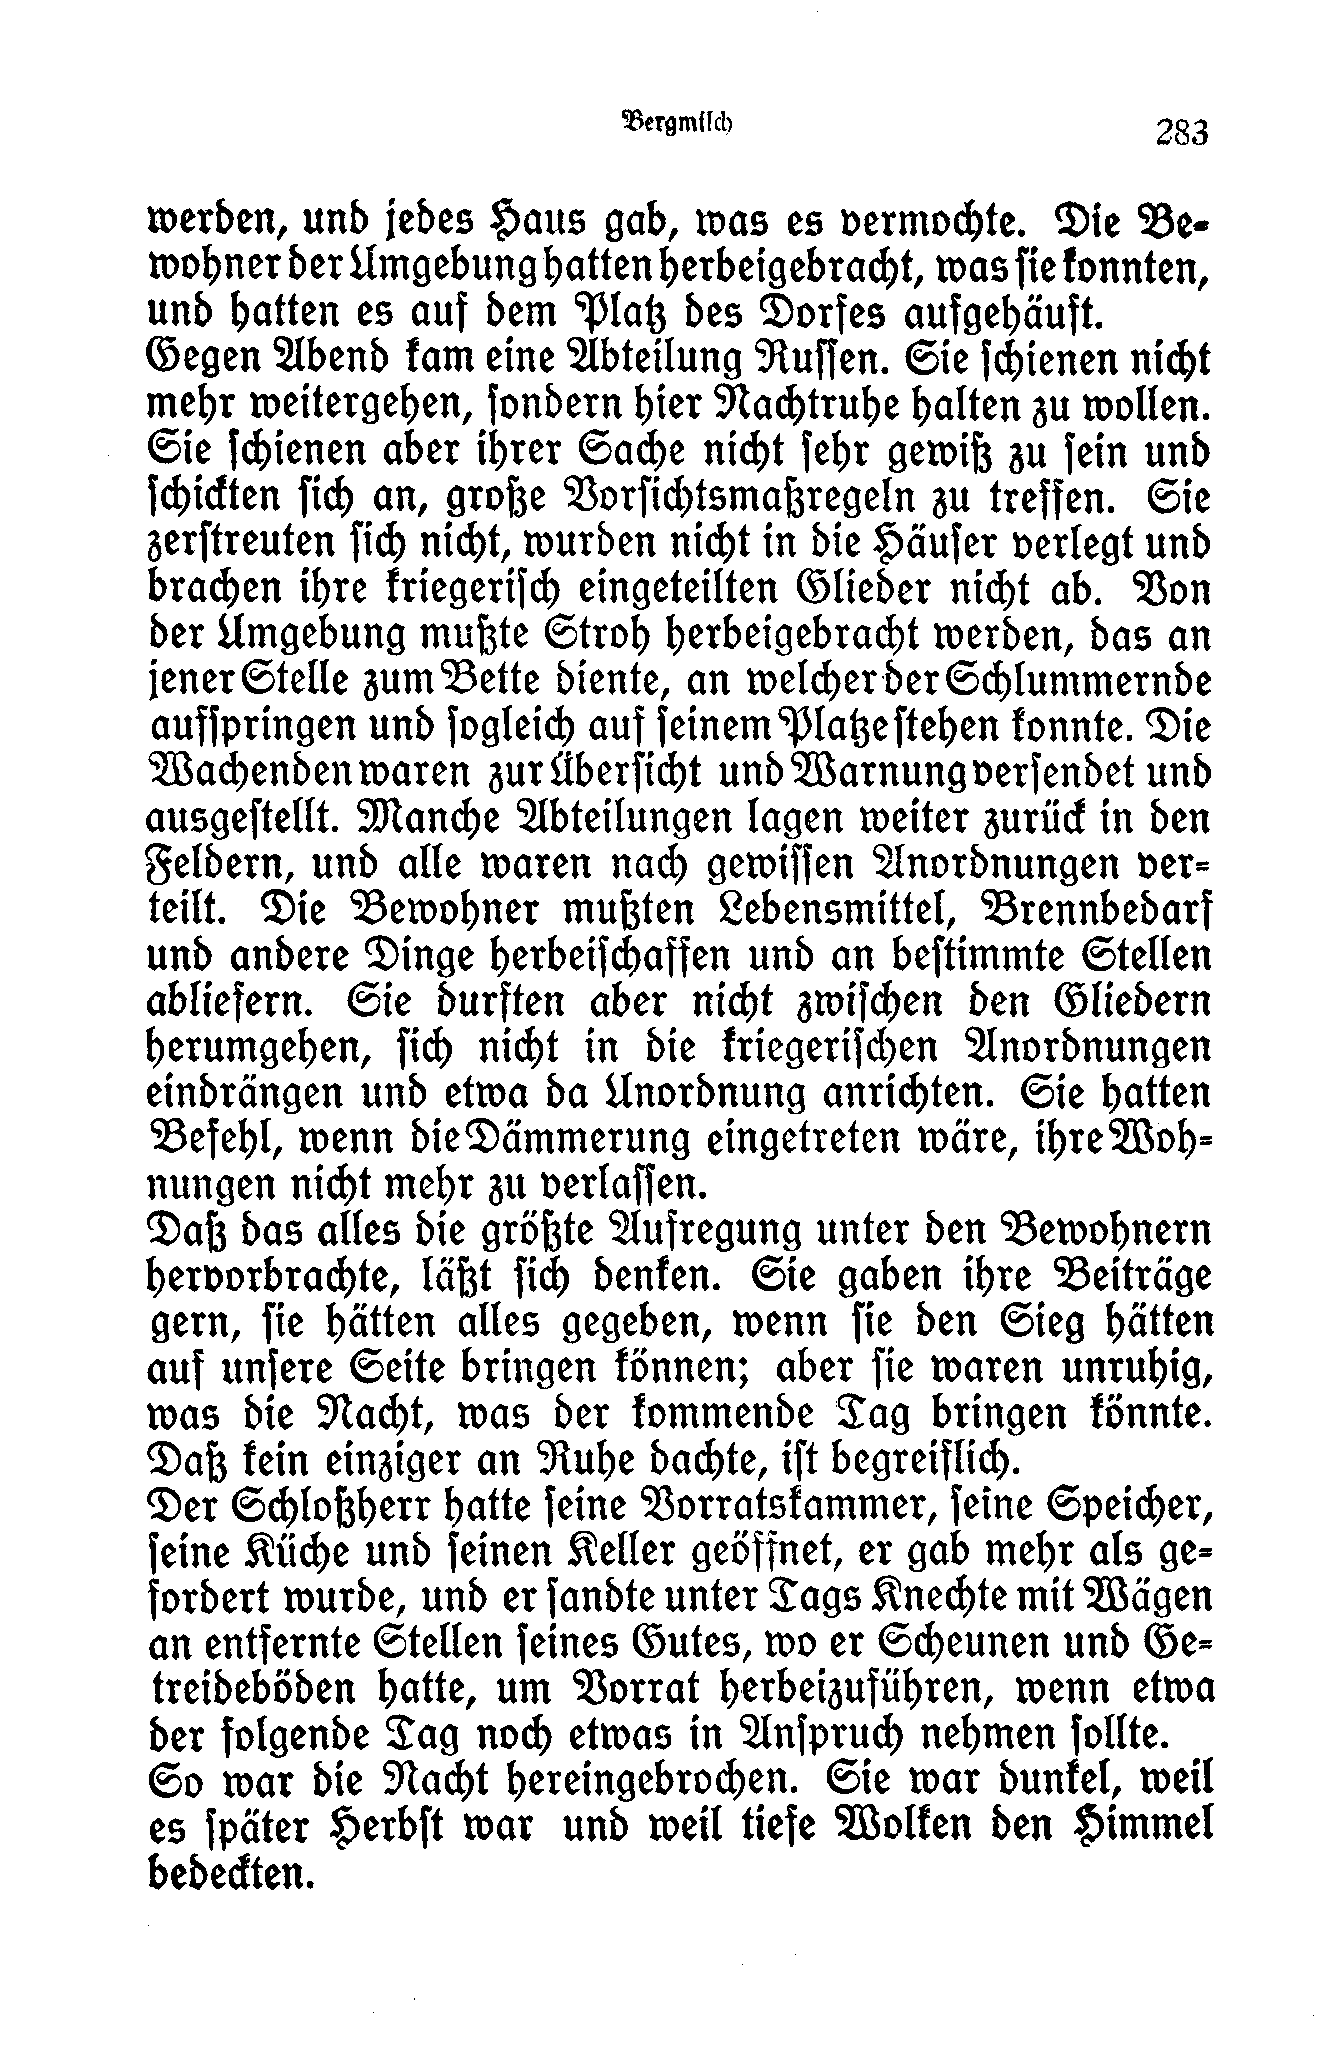 Bergmilch
283
werden, und jedes Haus gab, was es vermochte. Die Be-
wohner der Umgebung hatten herbeigebracht, was sie konnten,
und hatten es auf dem Platz des Dorfes aufgehäuft.
Gegen Abend kam eine Abteilung Russen. Sie schienen nicht
mehr weitergehen, sondern hier Nachtruhe halten zu wollen.
Sie schienen aber ihrer Sache nicht sehr gewiß zu sein und
schickten sich an, große Vorsichtsmaßregeln zu treffen. Sie
zerstreuten sich nicht, wurden nicht in die Häuser verlegt und
brachen ihre kriegerisch eingeteilten Glieder nicht ab. Von
der Umgebung mußte Stroh herbeigebracht werden, das an
jener Stelle zum Bette diente, an welcher der Schlummernde
aufspringen und sogleich auf seinem Platze stehen konnte. Die
Wachenden waren zur Übersicht und Warnung versendet und
ausgestellt. Manche Abteilungen lagen weiter zurück in den
Feldern, und alle waren nach gewissen Anordnungen ver-
teilt. Die Bewohner mußten Lebensmittel, Brennbedarf
und andere Dinge herbeischaffen und an bestimmte Stellen
abliefern. Sie durften aber nicht zwischen den Gliedern
herumgehen, sich nicht in die kriegerischen Anordnungen
eindrängen und etwa da Unordnung anrichten. Sie hatten
Befehl, wenn die Dämmerung eingetreten wäre, ihre Woh-
nungen nicht mehr zu verlassen.
Daß das alles die größte Aufregung unter den Bewohnern
hervorbrachte, läßt sich denken. Sie gaben ihre Beiträge
gern, sie hätten alles gegeben, wenn sie den Sieg hätten
auf unsere Seite bringen können; aber sie waren unruhig,
was die Nacht, was der kommende Tag bringen könnte.
Daß kein einziger an Ruhe dachte, ist begreiflich.
Der Schloßherr hatte seine Vorratskammer, seine Speicher,
seine Küche und seinen Keller geöffnet, er gab mehr als ge-
fordert wurde, und er sandte unter Tags Knechte mit Wägen
an entfernte Stellen seines Gutes, wo er Scheunen und Ge-
treideböden hatte, um Vorrat herbeizuführen, wenn etwa
der folgende Tag noch etwas in Anspruch nehmen sollte.
So war die Nacht hereingebrochen. Sie war dunkel, weil
es später Herbst war und weil tiefe Wolken den Himmel
bedeckten.